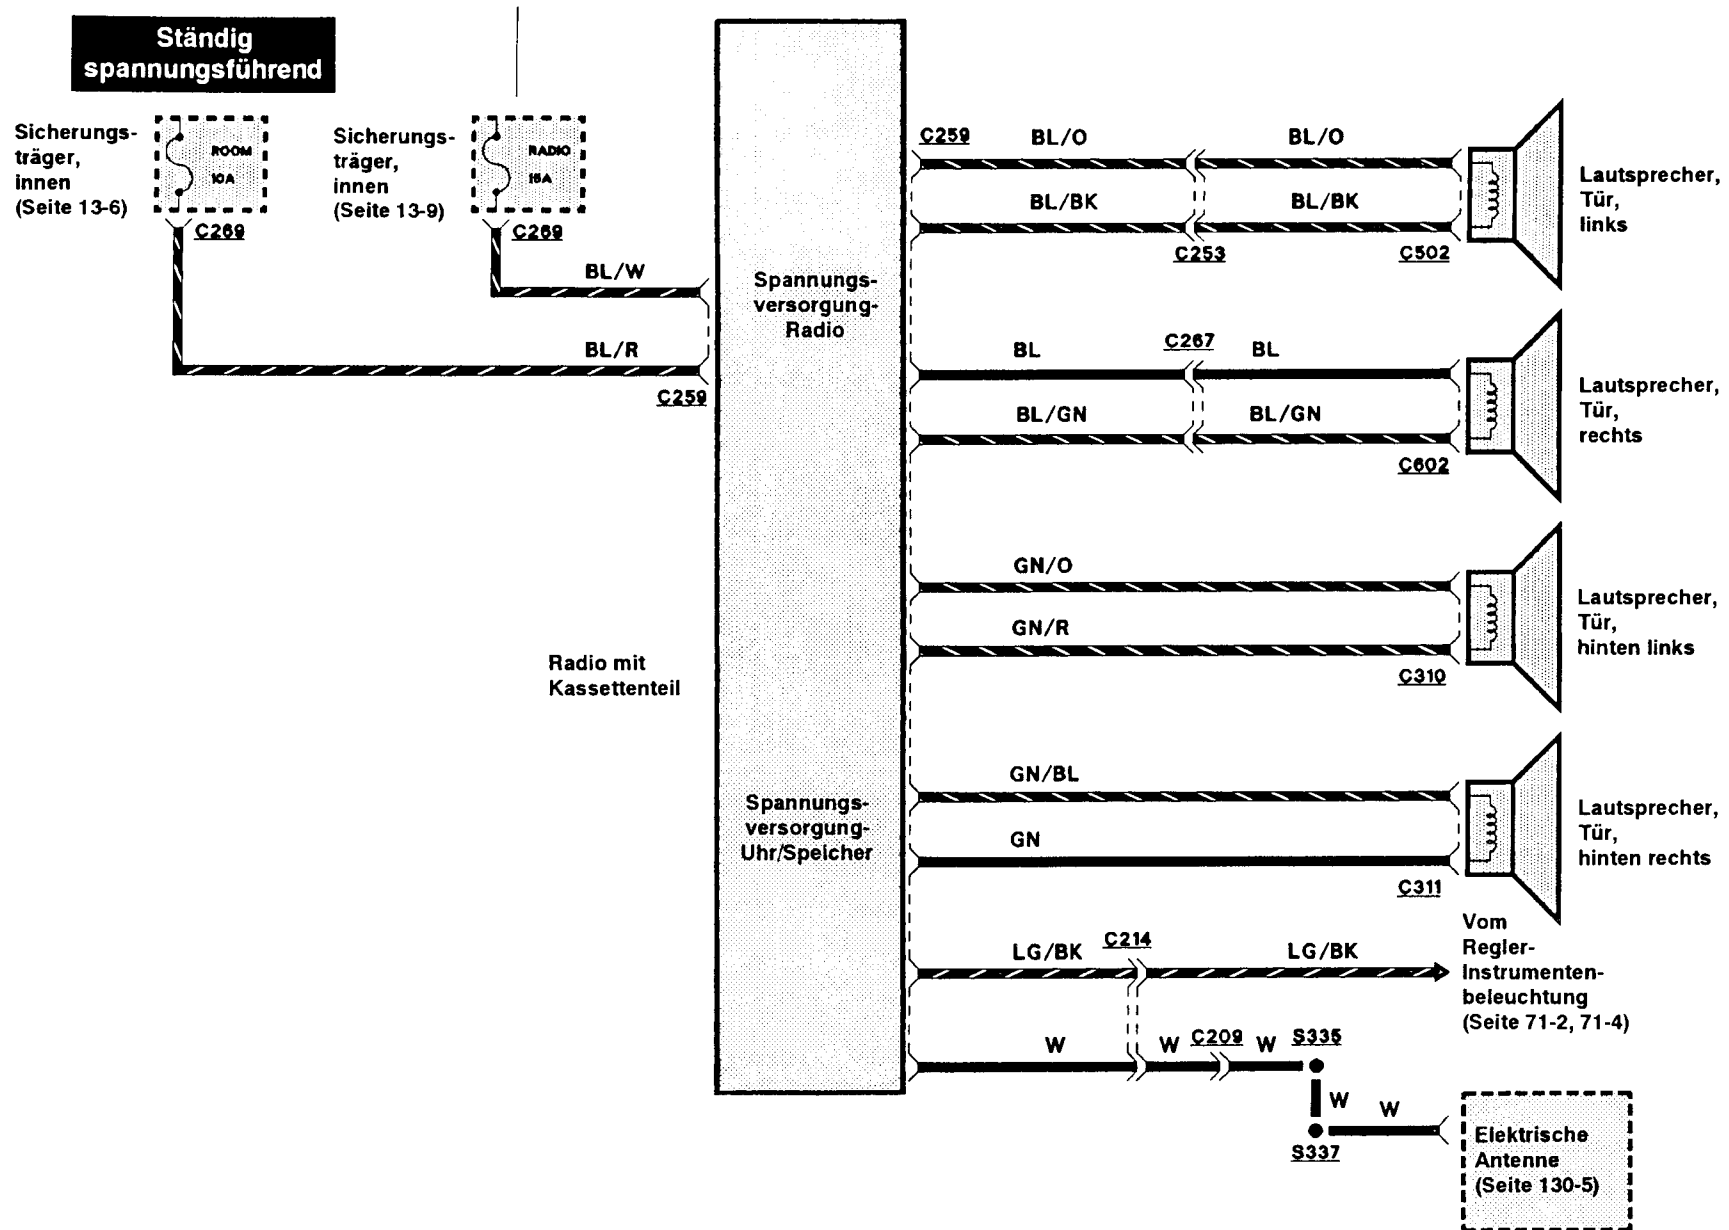 Ständig
spannungsführend
Sicherungs-
träger,
innen
(Seite 13-6)
ROOM
10A
C269
Sicherungs-
träger,
innen
(Seite 13-9)
RADIO
15A
C269
BL/W
BL/R
C259
Spannungs-
versorgung-
Radio
Radio mit
Kassettenteil
Spannungs-
versorgung-
Uhr/Speicher
C259
BL/O
BL/O
BL/BK
BL/BK
C253
C502
Lautsprecher,
Tür,
links
BL
C267
BL
BL/GN
BL/GN
C602
Lautsprecher,
Tür,
rechts
GN/O
GN/R
C310
Lautsprecher,
Tür,
hinten links
GN/BL
GN
C311
Lautsprecher,
Tür,
hinten rechts
LG/BK
C214
LG/BK
Vom
Regler-
Instrumenten-
beleuchtung
(Seite 71-2, 71-4)
W
W
C209
W
S335
W
S337
W
Elektrische
Antenne
(Seite 130-5)